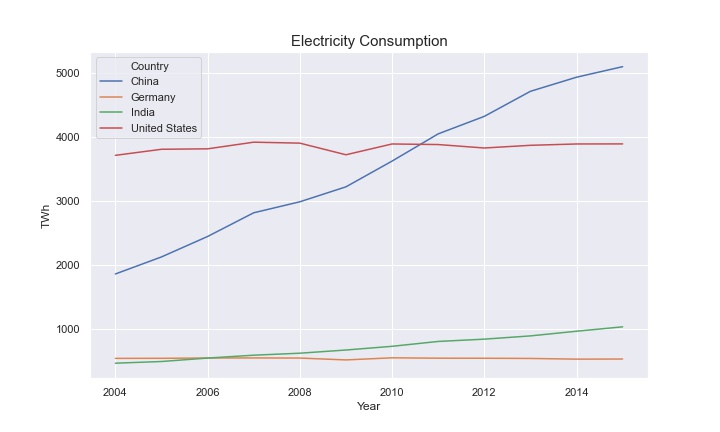 Electricity Consumption
Country
China
Germany
India
United States
5000
4000
3000
2000
1000
TWh
2004 2006 2008 2010 2012 2014
Year